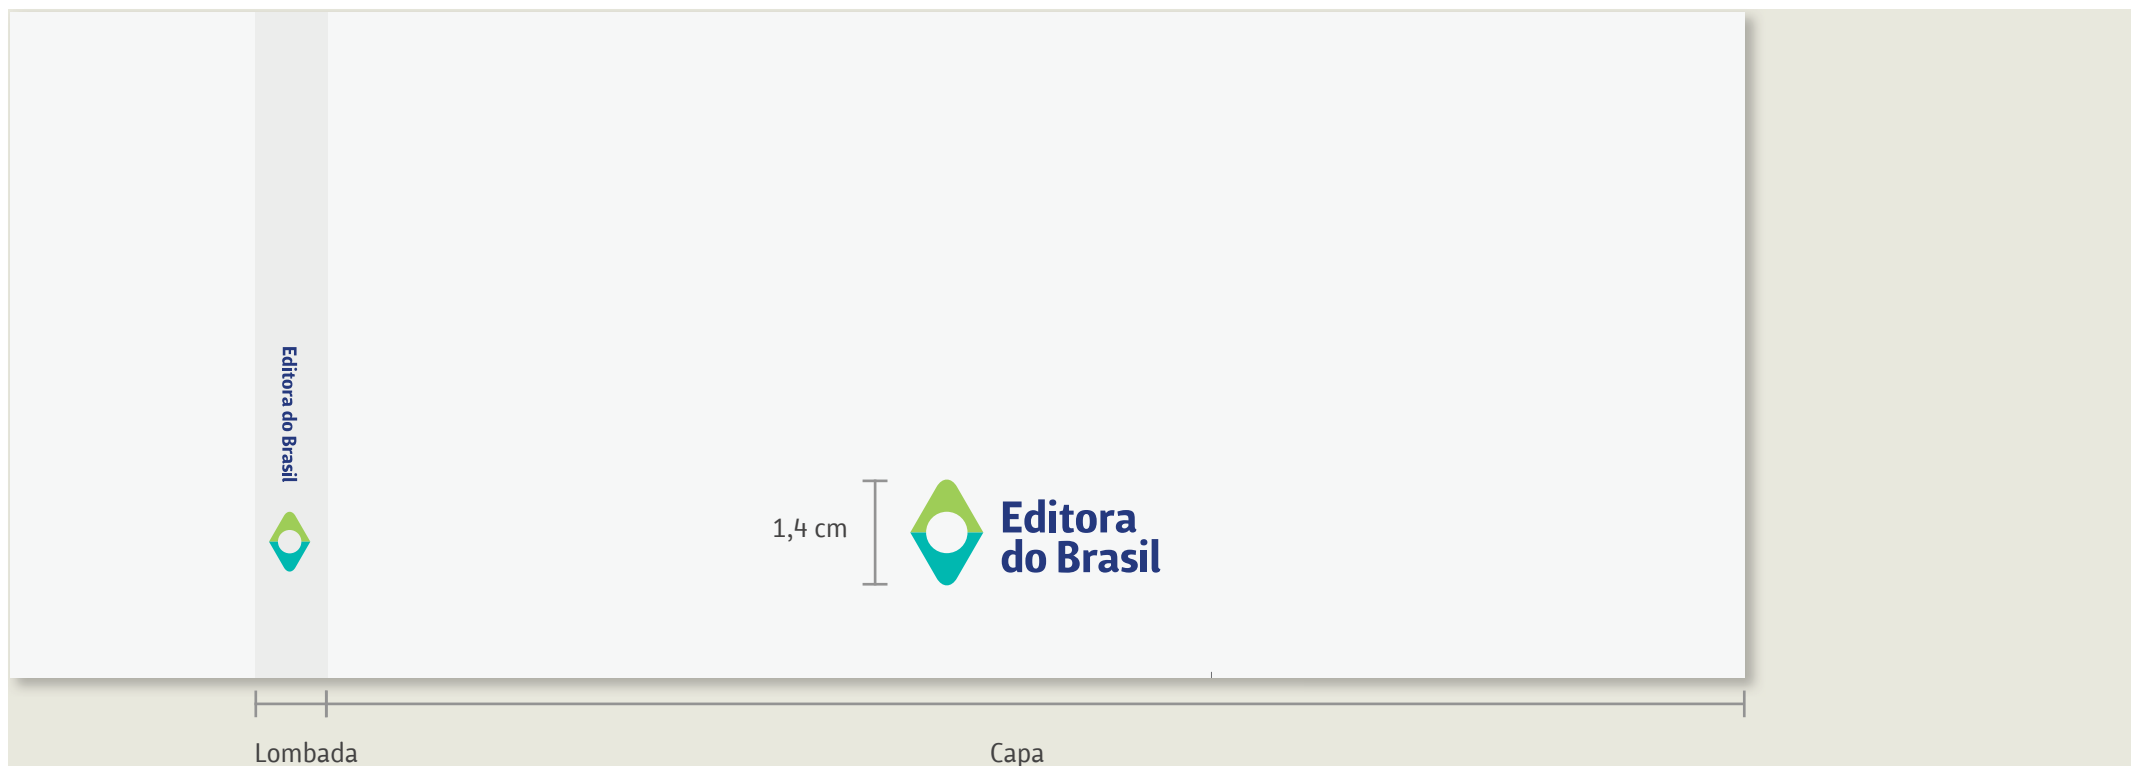 Editora do Brasil
1,4 cm
Editora
do Brasil
Lombada
Capa